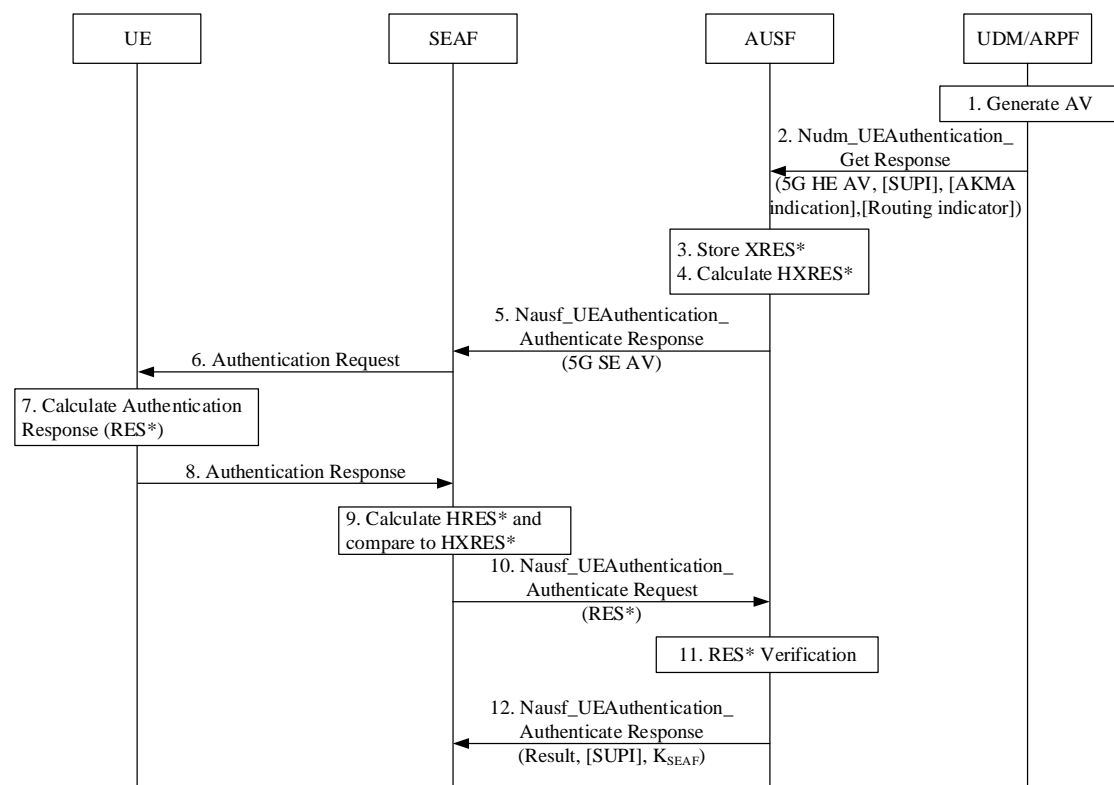 UE
SEAF
AUSF
UDM/ARPF
1. Generate AV
2. Nudm_UEAuthentication_
Get Response
(5G HE AV, [SUPI], [AKMA
indication],[Routing indicator])
3. Store XRES*
4. Calculate HXRES*
5. Nausf_UEAuthentication_
Authenticate Response
(5G SE AV)
6. Authentication Request
7. Calculate Authentication
Response (RES*)
8. Authentication Response
9. Calculate HRES* and
compare to HXRES*
10. Nausf_UEAuthentication_
Authenticate Request
(RES*)
11. RES* Verification
12. Nausf_UEAuthentication_
Authenticate Response
(Result, [SUPI], KSEAF)